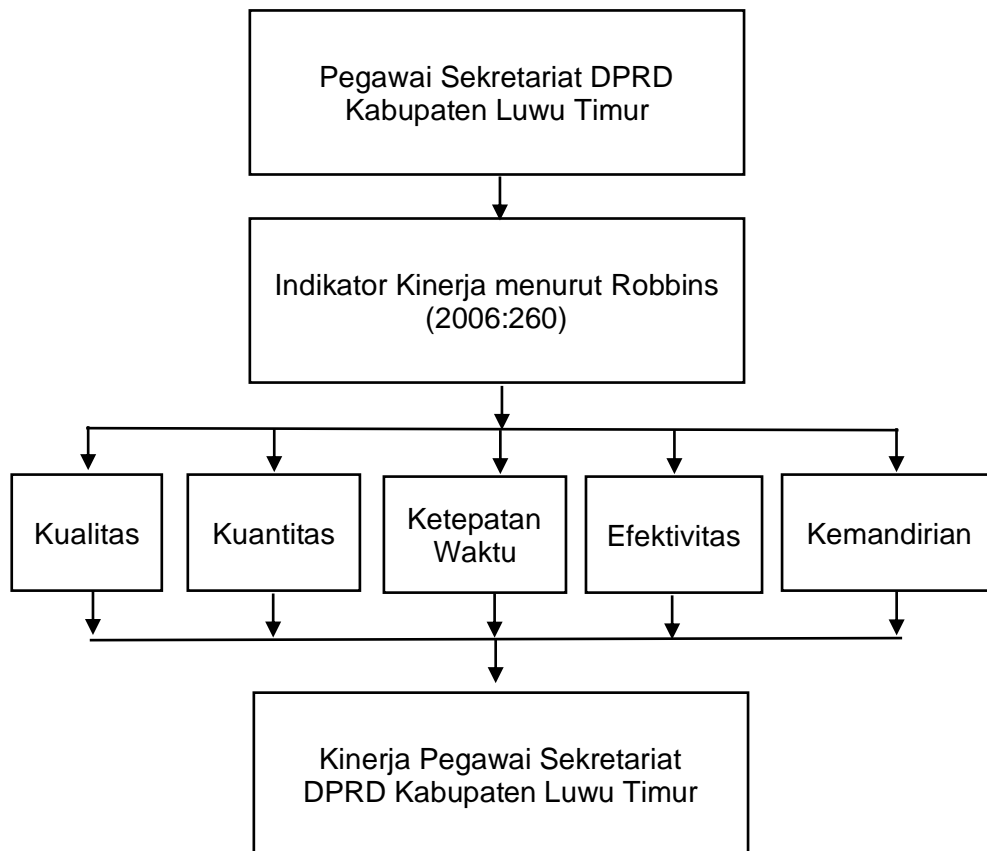 Pegawai Sekretariat DPRD
Kabupaten Luwu Timur
Indikator Kinerja menurut Robbins
(2006:260)
Kualitas
Kuantitas
Ketepatan
Waktu
Efektivitas
Kemandirian
Kinerja Pegawai Sekretariat
DPRD Kabupaten Luwu Timur